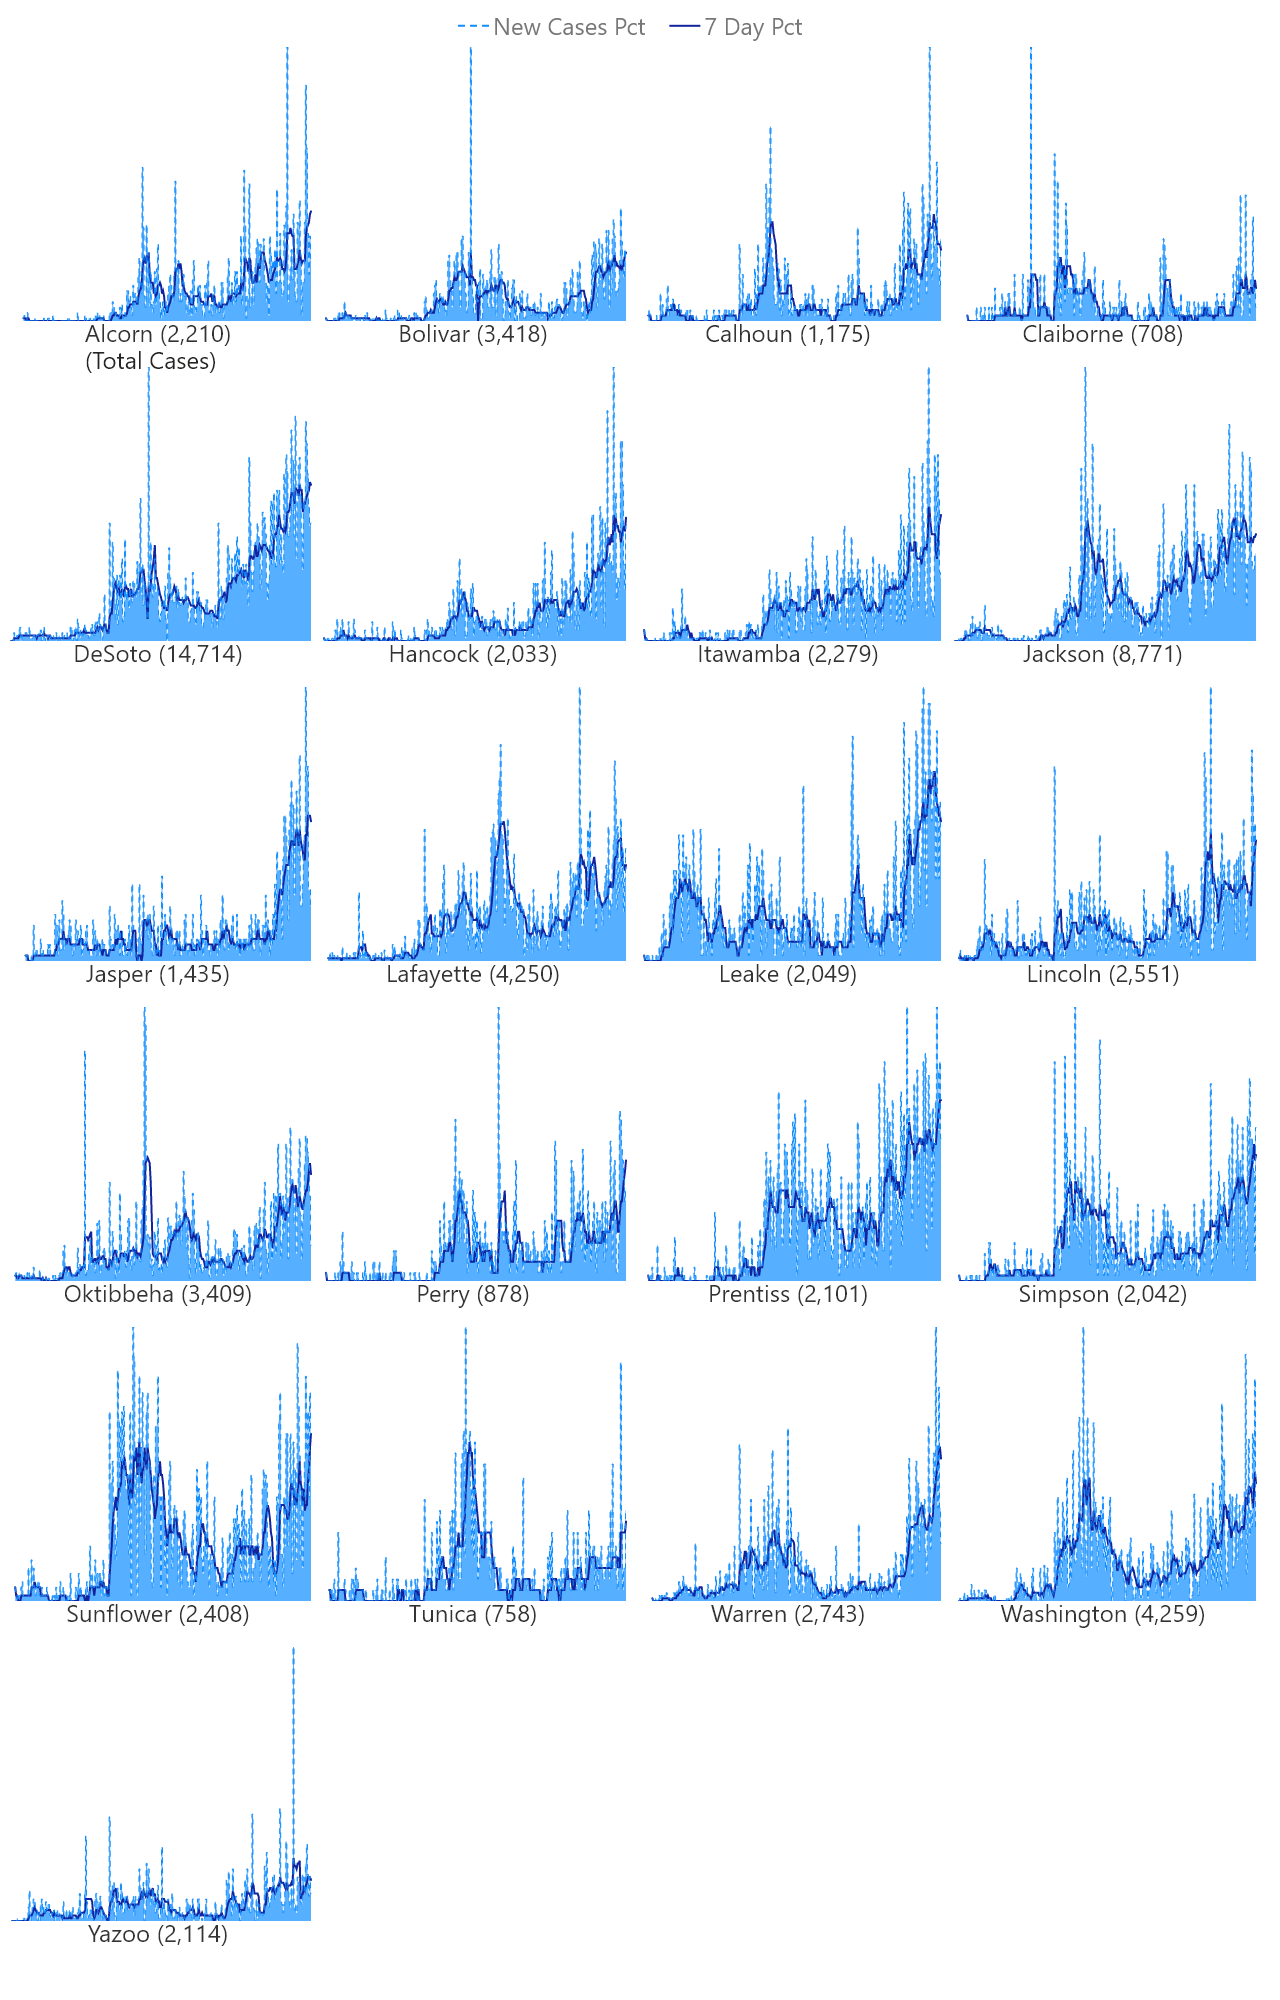 New Cases Pct 7 Day Pct
Alcorn (2,210) Bolivar (3,418) Calhoun (1,175) Claiborne (708)
(Total Cases)
DeSoto (14,714) Hancock (2,033) Itawamba (2,279) Jackson (8,771)
Jasper (1,435) Lafayette (4,250) Leake (2,049) Lincoln (2,551)
Oktibbeha (3,409) Perry (878) Prentiss (2,101) Simpson (2,042)
Sunflower (2,408) Tunica (758) Warren (2,743) Washington (4,259)
Yazoo (2,114)